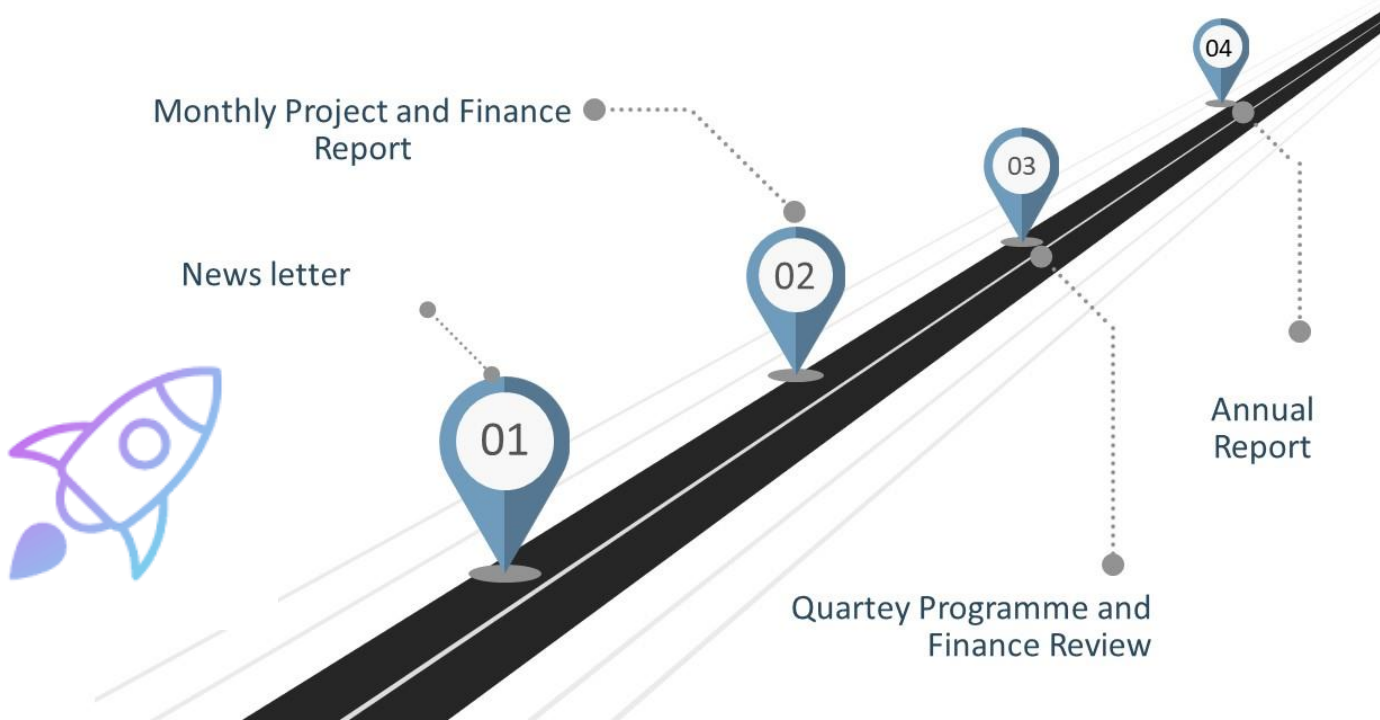 04
Monthly Project and Finance
Report
03
News letter
02
01
Annual
Report
Quartey Programme and
Finance Review